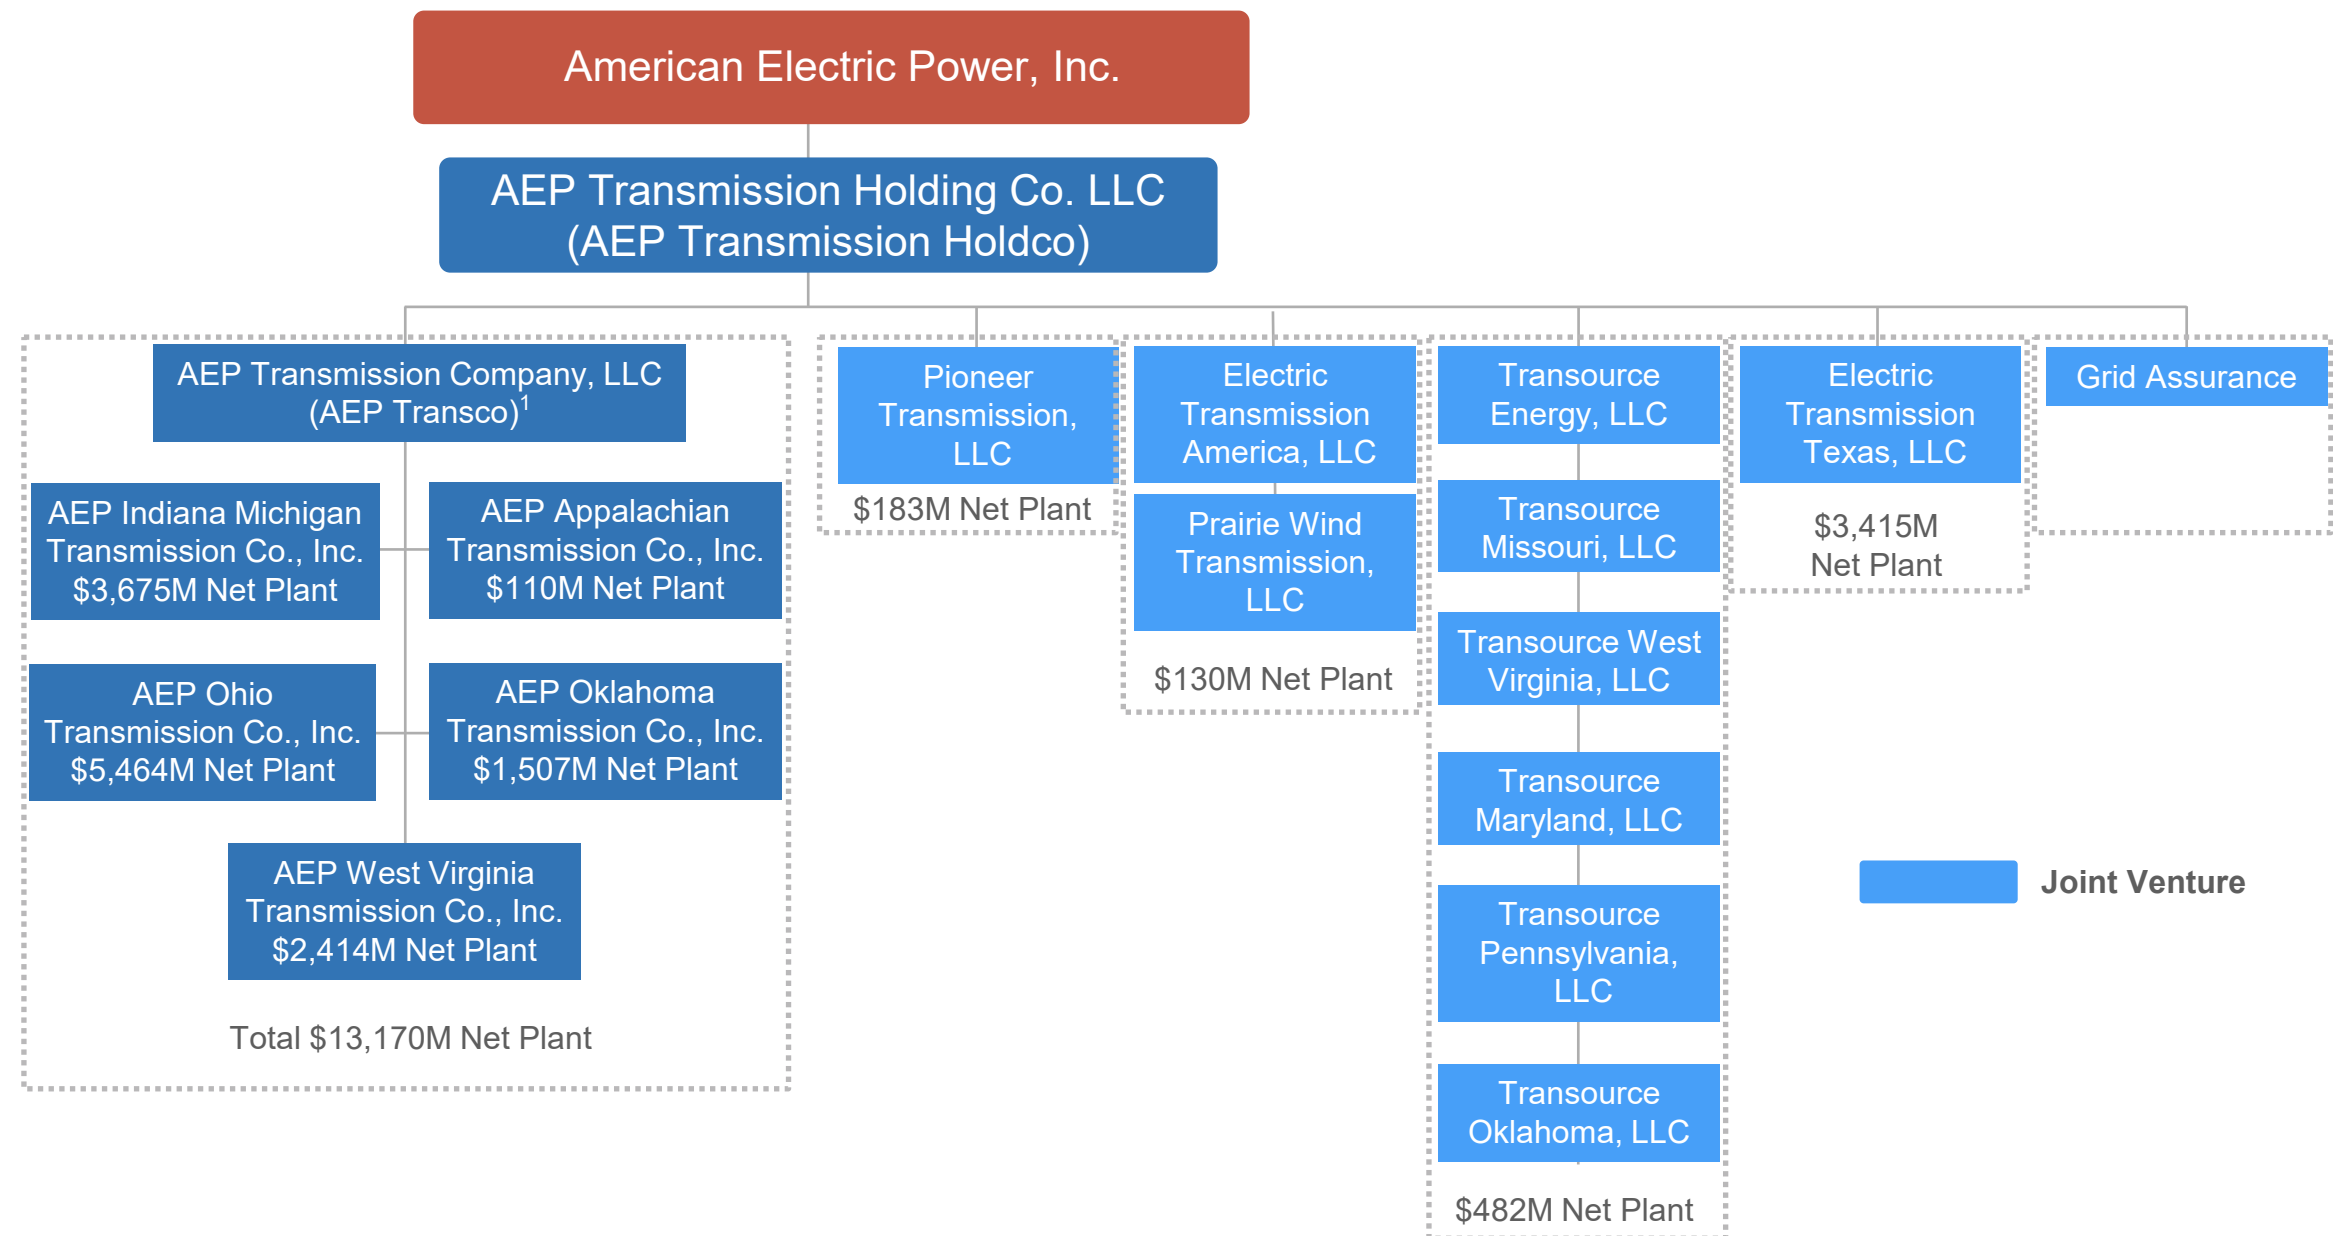 American Electric Power, Inc.
AEP Transmission Holding Co. LLC
(AEP Transmission Holdco)
AEP Transmission Company, LLC
(AEP Transco)1
AEP Indiana Michigan
Transmission Co., Inc.
$3,675M Net Plant
AEP Appalachian
Transmission Co., Inc.
$110M Net Plant
AEP Ohio
Transmission Co., Inc.
$5,464M Net Plant
AEP Oklahoma
Transmission Co., Inc.
$1,507M Net Plant
AEP West Virginia
Transmission Co., Inc.
$2,414M Net Plant
Total $13,170M Net Plant
Pioneer
Transmission,
LLC
$183M Net Plant
Electric
Transmission
America, LLC
Prairie Wind
Transmission,
LLC
$130M Net Plant
Transource
Energy, LLC
Transource
Missouri, LLC
Transource West
Virginia, LLC
Transource
Maryland, LLC
Transource
Pennsylvania,
LLC
Transource
Oklahoma, LLC
$482M Net Plant
Electric
Transmission
Texas, LLC
$3,415M
Net Plant
Grid Assurance
Joint Venture